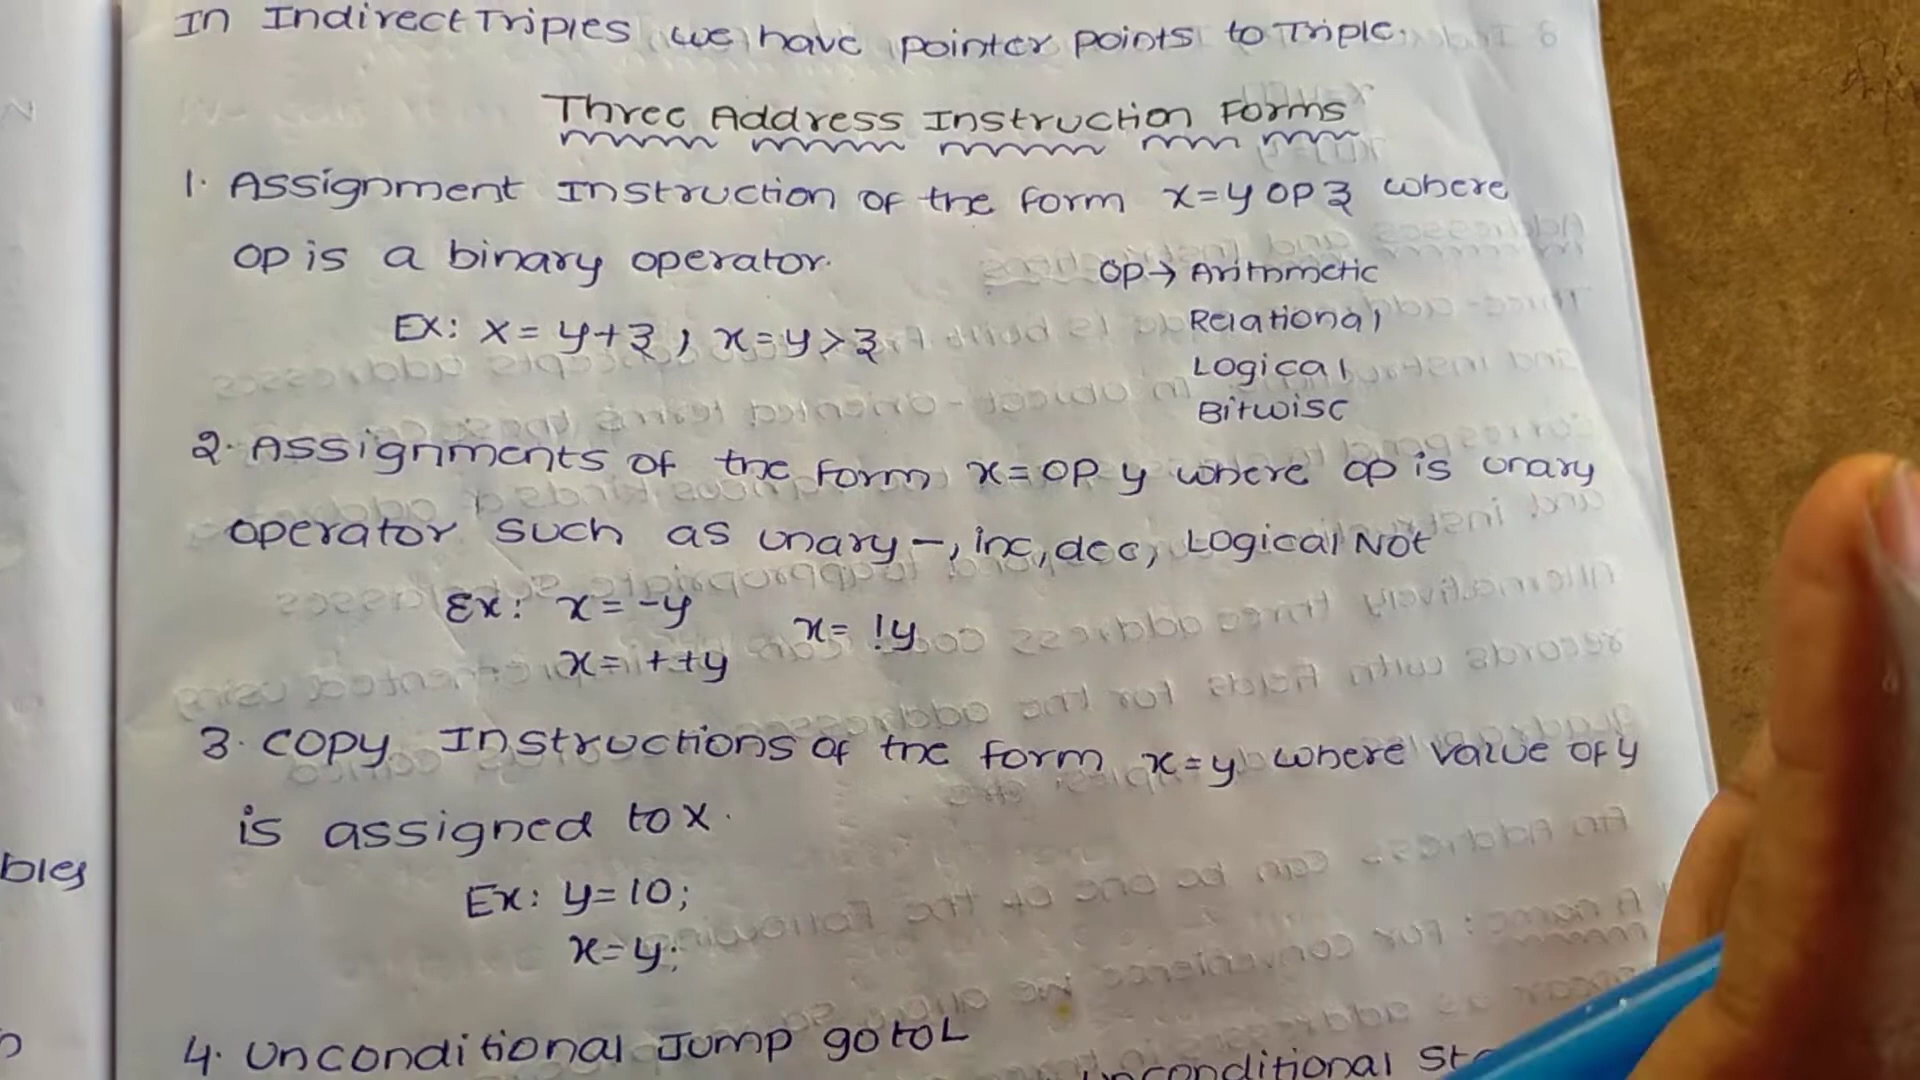 In Indirect Triples we have pointer points to Triple.
Three Address Instruction Forms
1. Assignment Instruction of the form x=y op z where
op is a binary operator.
op→ Arithmetic
Ex: x = y+z, x=y>z
Relational
Logical
Bitwise
2. Assignments of the form x=op y where op is unary
operator such as unary -, inc, dec, Logical Not
Ex: x = -y
x = !y
x = ++y
3. copy Instructions of the form x=y where value of y
is assigned to x.
Ex: y=10;
x=y;
bles
4. Unconditional Jump goto L